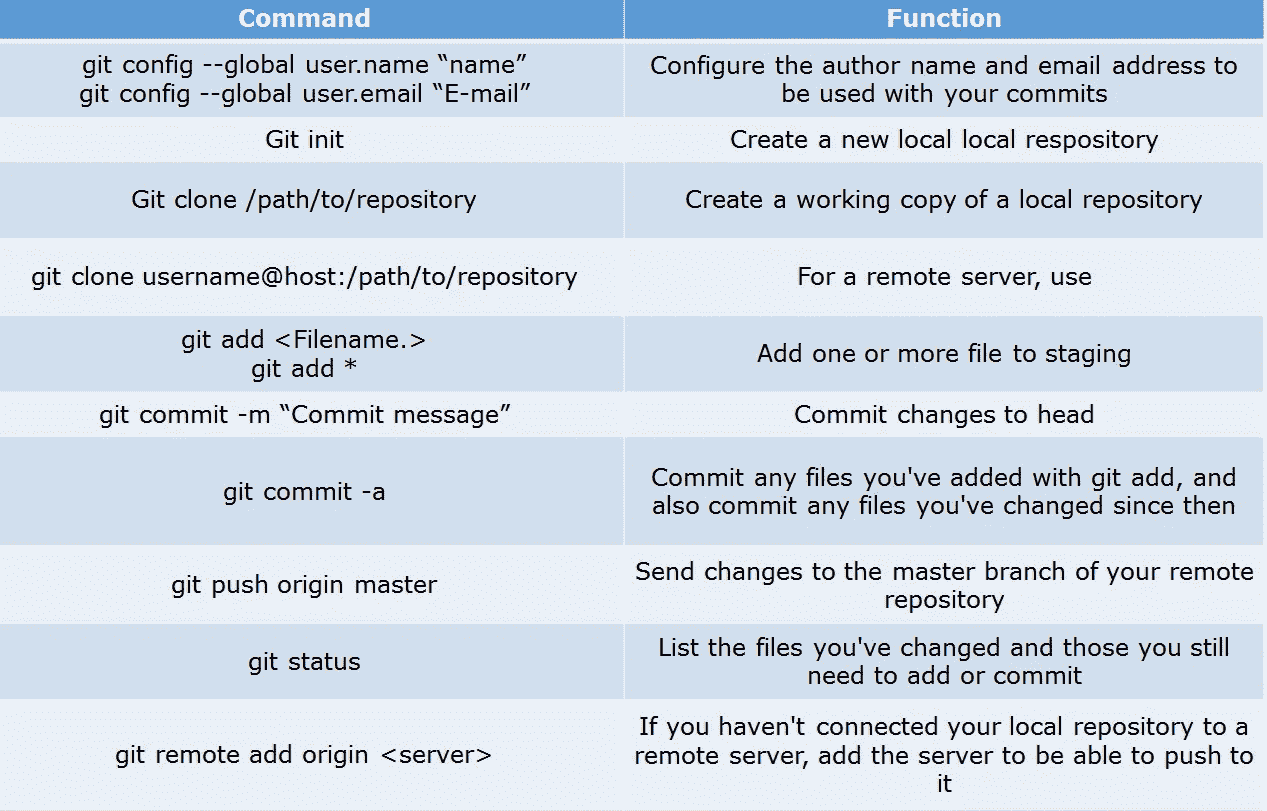 Command Function
git config --global user.name “name”
git config --global user.email “E-mail”
Configure the author name and email address to
be used with your commits
Git init
Create a new local local respository
Git clone /path/to/repository
Create a working copy of a local repository
git clone username@host:/path/to/repository
For a remote server, use
git add <Filename.>
git add *
Add one or more file to staging
git commit -m “Commit message”
Commit changes to head
git commit -a
Commit any files you've added with git add, and
also commit any files you've changed since then
git push origin master
Send changes to the master branch of your remote
repository
git status
List the files you've changed and those you still
need to add or commit
git remote add origin <server>
If you haven't connected your local repository to a
remote server, add the server to be able to push to
it